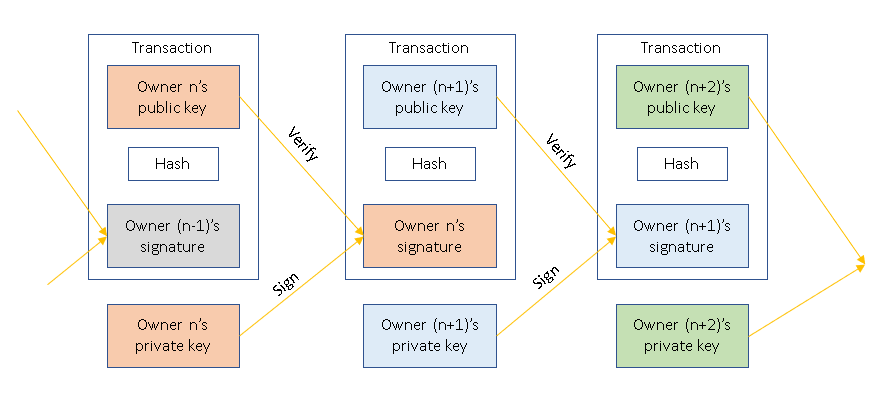 Transaction
Owner n's
public key
Hash
Owner (n-1)'s
signature
Owner n's
private key
Verify
Sign
Transaction
Owner (n+1)'s
public key
Hash
Owner n's
signature
Owner (n+1)'s
private key
Verify
Sign
Transaction
Owner (n+2)'s
public key
Hash
Owner (n+1)'s
signature
Owner (n+2)'s
private key